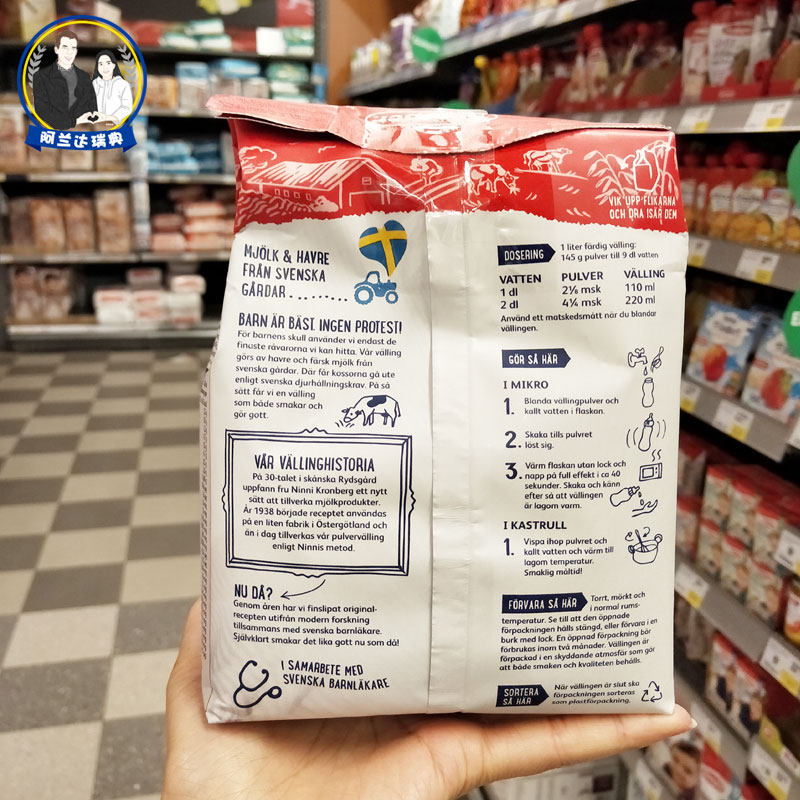 阿兰达瑞典
VIK UPP FLIKARNA
OCH DRA ISÄR DEM
MJÖLK & HAVRE
FRÅN SVENSKA
GÅRDAR.........
BARN ÄR BÄST. INGEN PROTEST!
För barnens skull använder vi endast de
finaste råvarorna vi kan hitta. Vår välling
görs av havre och färsk mjölk från
svenska gårdar. Där får kossorna gå ute
enligt svenska djurhållningskrav. På så
sätt får vi en välling
som både smakar och
gör gott.
VÅR VÄLLINGHISTORIA
På 30-talet i skånska Rydsgård
uppfann fru Ninni Kronberg ett nytt
sätt att tillverka mjölkprodukter.
År 1938 började receptet användas
på en liten fabrik i Östergötland och
än i dag tillverkas vår pulvervälling
enligt Ninnis metod.
NU DÅ?
Genom åren har vi finslipat original-
recepten utifrån modern forskning
tillsammans med svenska barnläkare.
Självklart smakar det lika gott nu som då!
I SAMARBETE MED
SVENSKA BARNLÄKARE
DOSERING
1 liter färdig välling:
145 g pulver till 9 dl vatten
VATTEN PULVER VÄLLING
1 dl 2⅛ msk 110 ml
2 dl 4¼ msk 220 ml
Använd ett matskedsmått när du blandar
vällingen.
GÖR SÅ HÄR
I MIKRO
1. Blanda vällingpulver och
kallt vatten i flaskan.
2. Skaka tills pulvret
löst sig.
3. Värm flaskan utan lock och
napp på full effekt i ca 40
sekunder. Skaka och känn
efter så att vällingen
är lagom varm.
I KASTRULL
1. Vispa ihop pulvret och
kallt vatten och värm till
lagom temperatur.
Smaklig måltid!
FÖRVARA SÅ HÄR
Torrt, mörkt och
i normal rums-
temperatur. Se till att den öppnade
förpackningen hålls stängd, eller förvara i en
burk med lock. En öppnad förpackning bör
förbrukas inom två månader. Vällingen är
förpackad i en skyddande atmosfär som gör
att både smaken och kvaliteten behålls.
SORTERA
SÅ HÄR
När vällingen är slut ska
förpackningen sorteras
som plastförpackning.